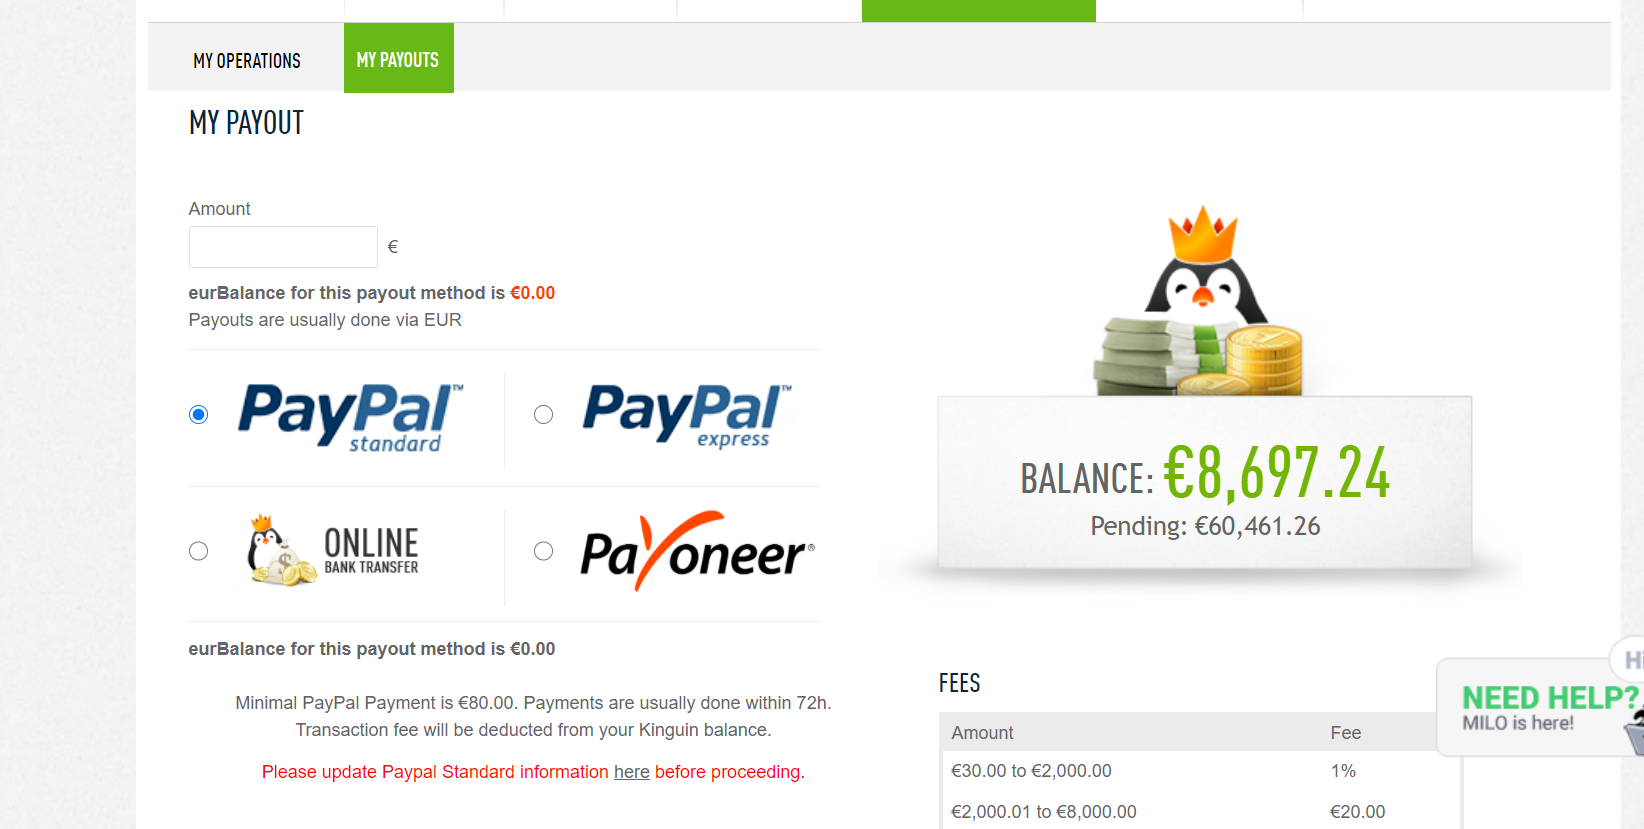 MY OPERATIONS
MY PAYOUTS
MY PAYOUT
Amount
€
eurBalance for this payout method is €0.00
Payouts are usually done via EUR
PayPal™ standard
PayPal™ express
ONLINE
BANK TRANSFER
Payoneer®
eurBalance for this payout method is €0.00
Minimal PayPal Payment is €80.00. Payments are usually done within 72h.
Transaction fee will be deducted from your Kinguin balance.
Please update Paypal Standard information here before proceeding.
BALANCE: €8,697.24
Pending: €60,461.26
FEES
Amount Fee
€30.00 to €2,000.00 1%
€2,000.01 to €8,000.00 €20.00
Hi
NEED HELP?
MILO is here!